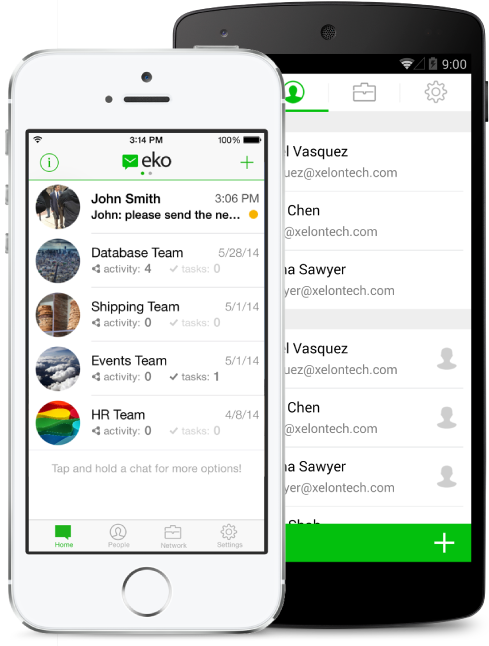 3:14 PM
100%
eko
John Smith 3:06 PM
John: please send the ne...
Database Team 5/28/14
activity: 4 tasks: 0
Shipping Team 5/1/14
activity: 0 tasks: 0
Events Team 5/1/14
activity: 0 tasks: 1
HR Team 4/8/14
activity: 0 tasks: 0
Tap and hold a chat for more options!
Home People Network Settings
9:00
l Vasquez
uez@xelontech.com
Chen
@xelontech.com
na Sawyer
yer@xelontech.com
l Vasquez
uez@xelontech.com
Chen
@xelontech.com
na Sawyer
yer@xelontech.com